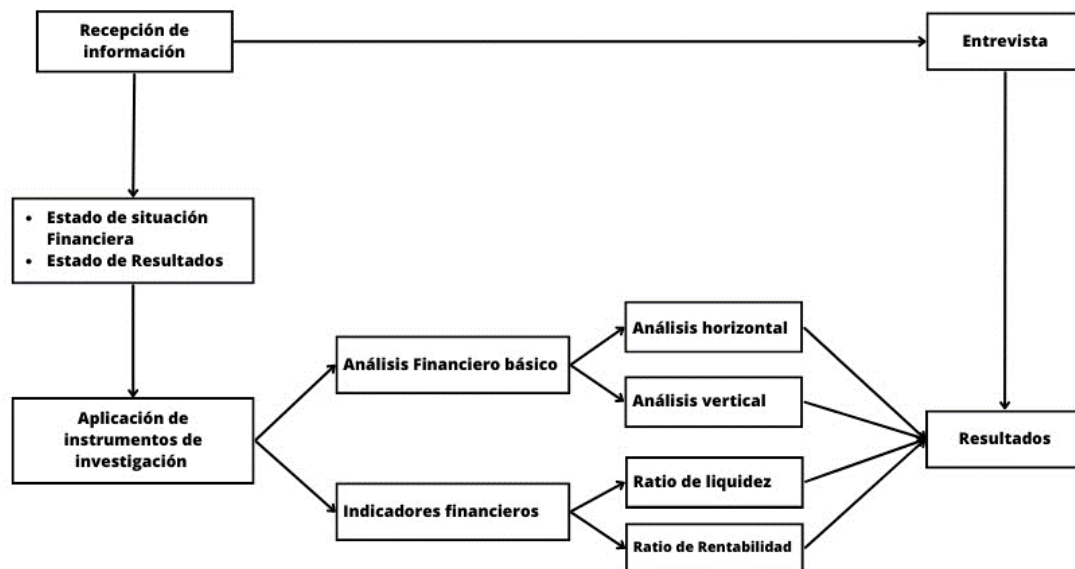 Recepción de
información
Entrevista
• Estado de situación
Financiera
• Estado de Resultados
Análisis horizontal
Análisis Financiero básico
Análisis vertical
Aplicación de
instrumentos de
investigación
Resultados
Ratio de liquidez
Indicadores financieros
Ratio de Rentabilidad